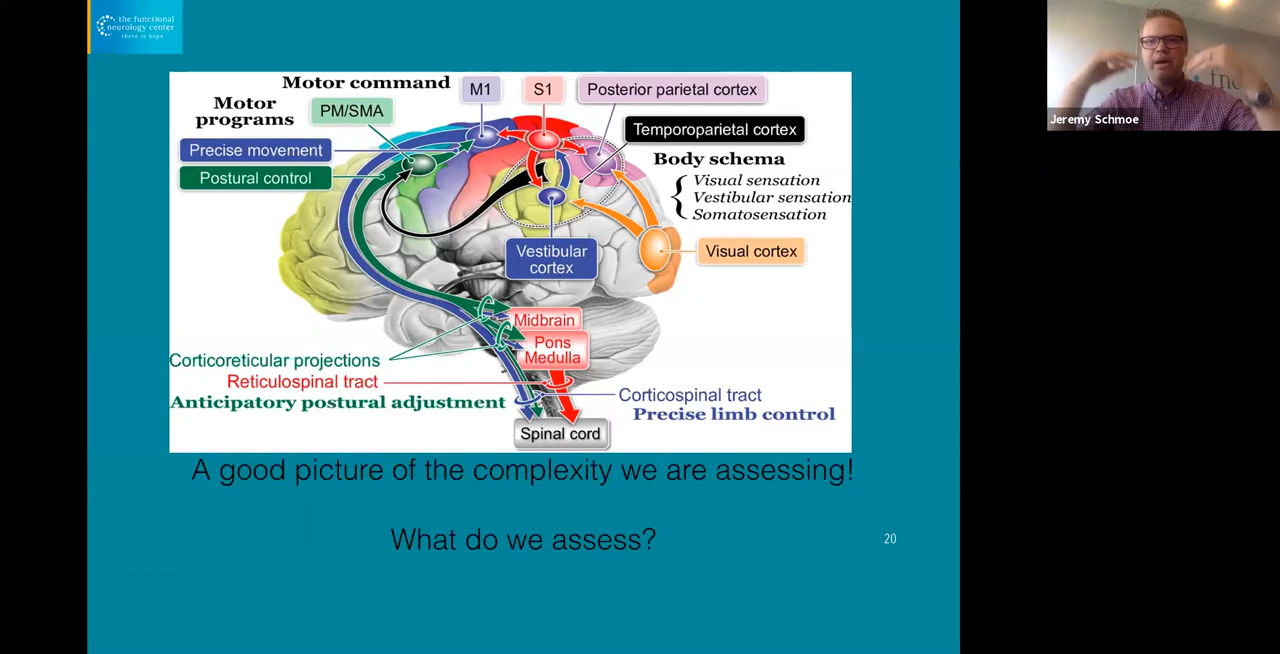 the functional
neurology center
there is hope
Motor command
M1
S1
Posterior parietal cortex
Motor
programs
PM/SMA
Temporoparietal cortex
Precise movement
Body schema
Postural control
Visual sensation
Vestibular sensation
Somatosensation
Vestibular
cortex
Visual cortex
Midbrain
Pons
Medulla
Corticoreticular projections
Reticulospinal tract
Anticipatory postural adjustment
Corticospinal tract
Precise limb control
Spinal cord
A good picture of the complexity we are assessing!
What do we assess?
20
fnc
Jeremy Schmoe